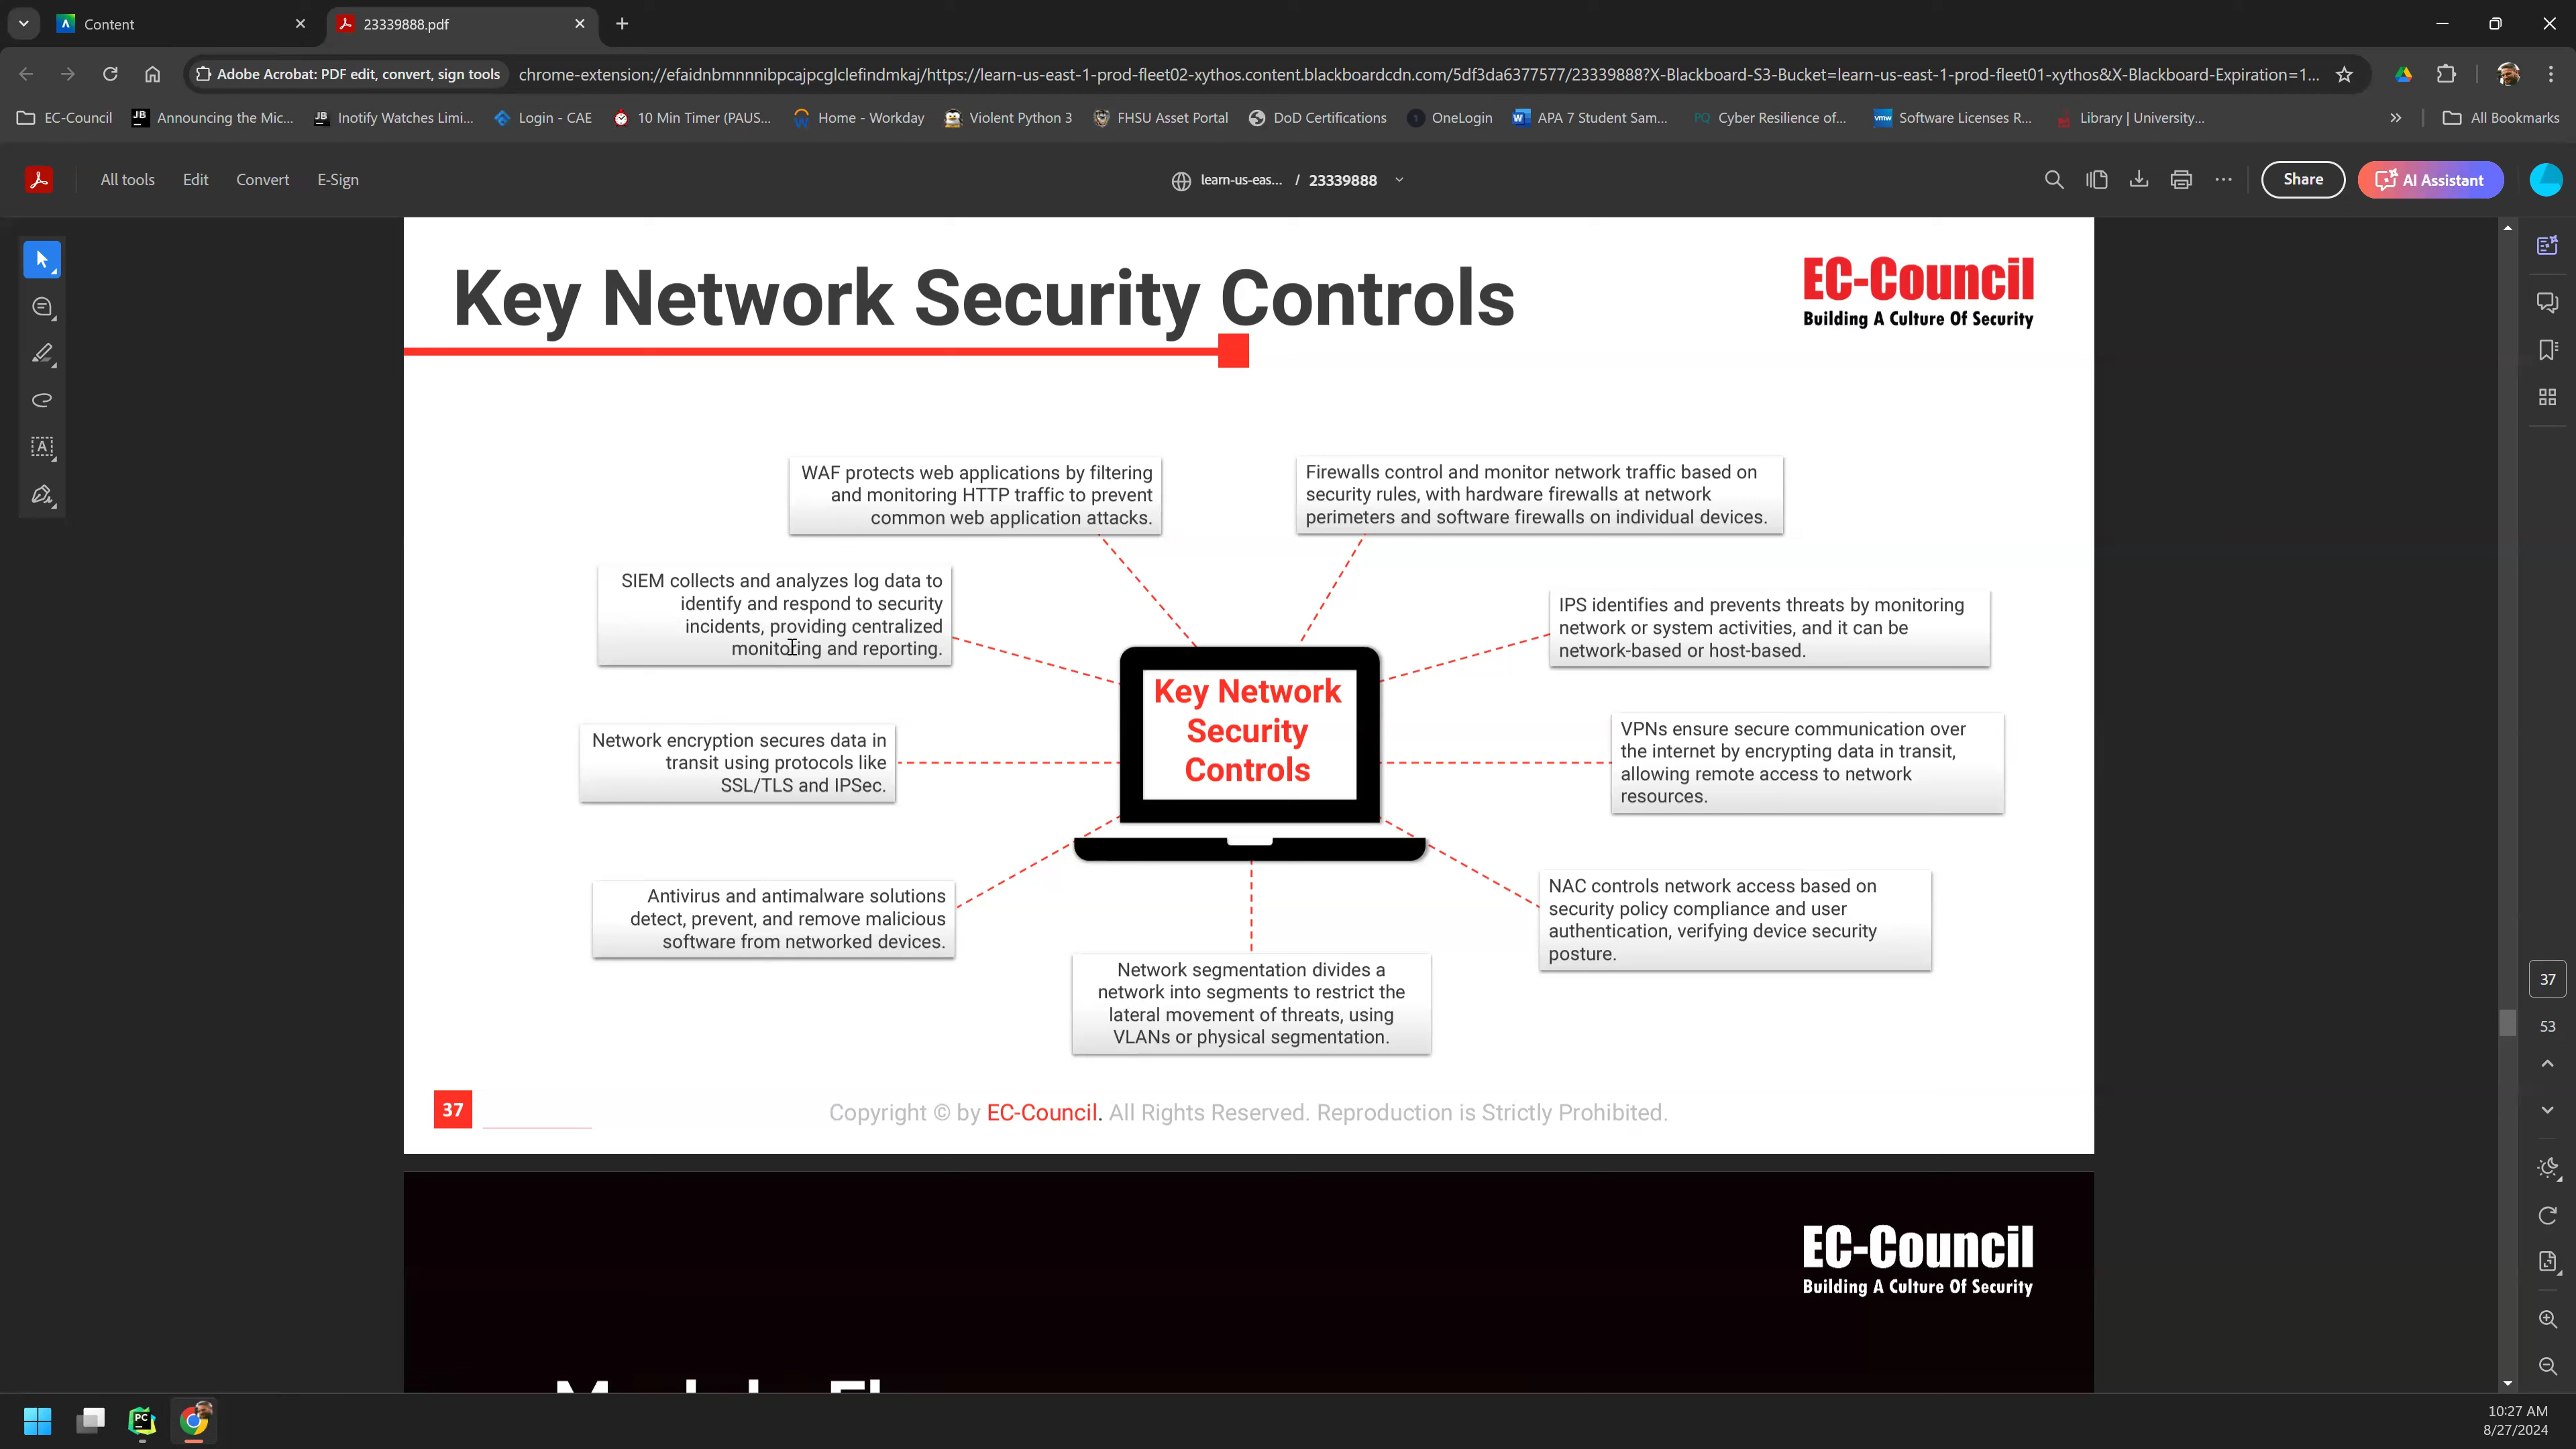 Content
23339888.pdf
Adobe Acrobat: PDF edit, convert, sign tools
chrome-extension://efaidnbmnnnibpcajpcglclefindmkaj/https://learn-us-east-1-prod-fleet02-xythos.content.blackboardcdn.com/5df3da6377577/23339888?X-Blackboard-S3-Bucket=learn-us-east-1-prod-fleet01-xythos&X-Blackboard-Expiration=1...
EC-Council
JB Announcing the Mic...
JB Inotify Watches Limi...
Login - CAE
10 Min Timer (PAUS...
Home - Workday
Violent Python 3
FHSU Asset Portal
DoD Certifications
OneLogin
APA 7 Student Sam...
PQ Cyber Resilience of...
vmw Software Licenses R...
Library | University...
All Bookmarks
All tools
Edit
Convert
E-Sign
learn-us-eas... / 23339888
Share
AI Assistant
Key Network Security Controls
EC-Council
Building A Culture Of Security
WAF protects web applications by filtering
and monitoring HTTP traffic to prevent
common web application attacks.
Firewalls control and monitor network traffic based on
security rules, with hardware firewalls at network
perimeters and software firewalls on individual devices.
SIEM collects and analyzes log data to
identify and respond to security
incidents, providing centralized
monitoring and reporting.
IPS identifies and prevents threats by monitoring
network or system activities, and it can be
network-based or host-based.
Key Network
Security
Controls
Network encryption secures data in
transit using protocols like
SSL/TLS and IPSec.
VPNs ensure secure communication over
the internet by encrypting data in transit,
allowing remote access to network
resources.
Antivirus and antimalware solutions
detect, prevent, and remove malicious
software from networked devices.
NAC controls network access based on
security policy compliance and user
authentication, verifying device security
posture.
Network segmentation divides a
network into segments to restrict the
lateral movement of threats, using
VLANs or physical segmentation.
37
Copyright © by EC-Council. All Rights Reserved. Reproduction is Strictly Prohibited.
37
53
EC-Council
Building A Culture Of Security
PC
10:27 AM
8/27/2024